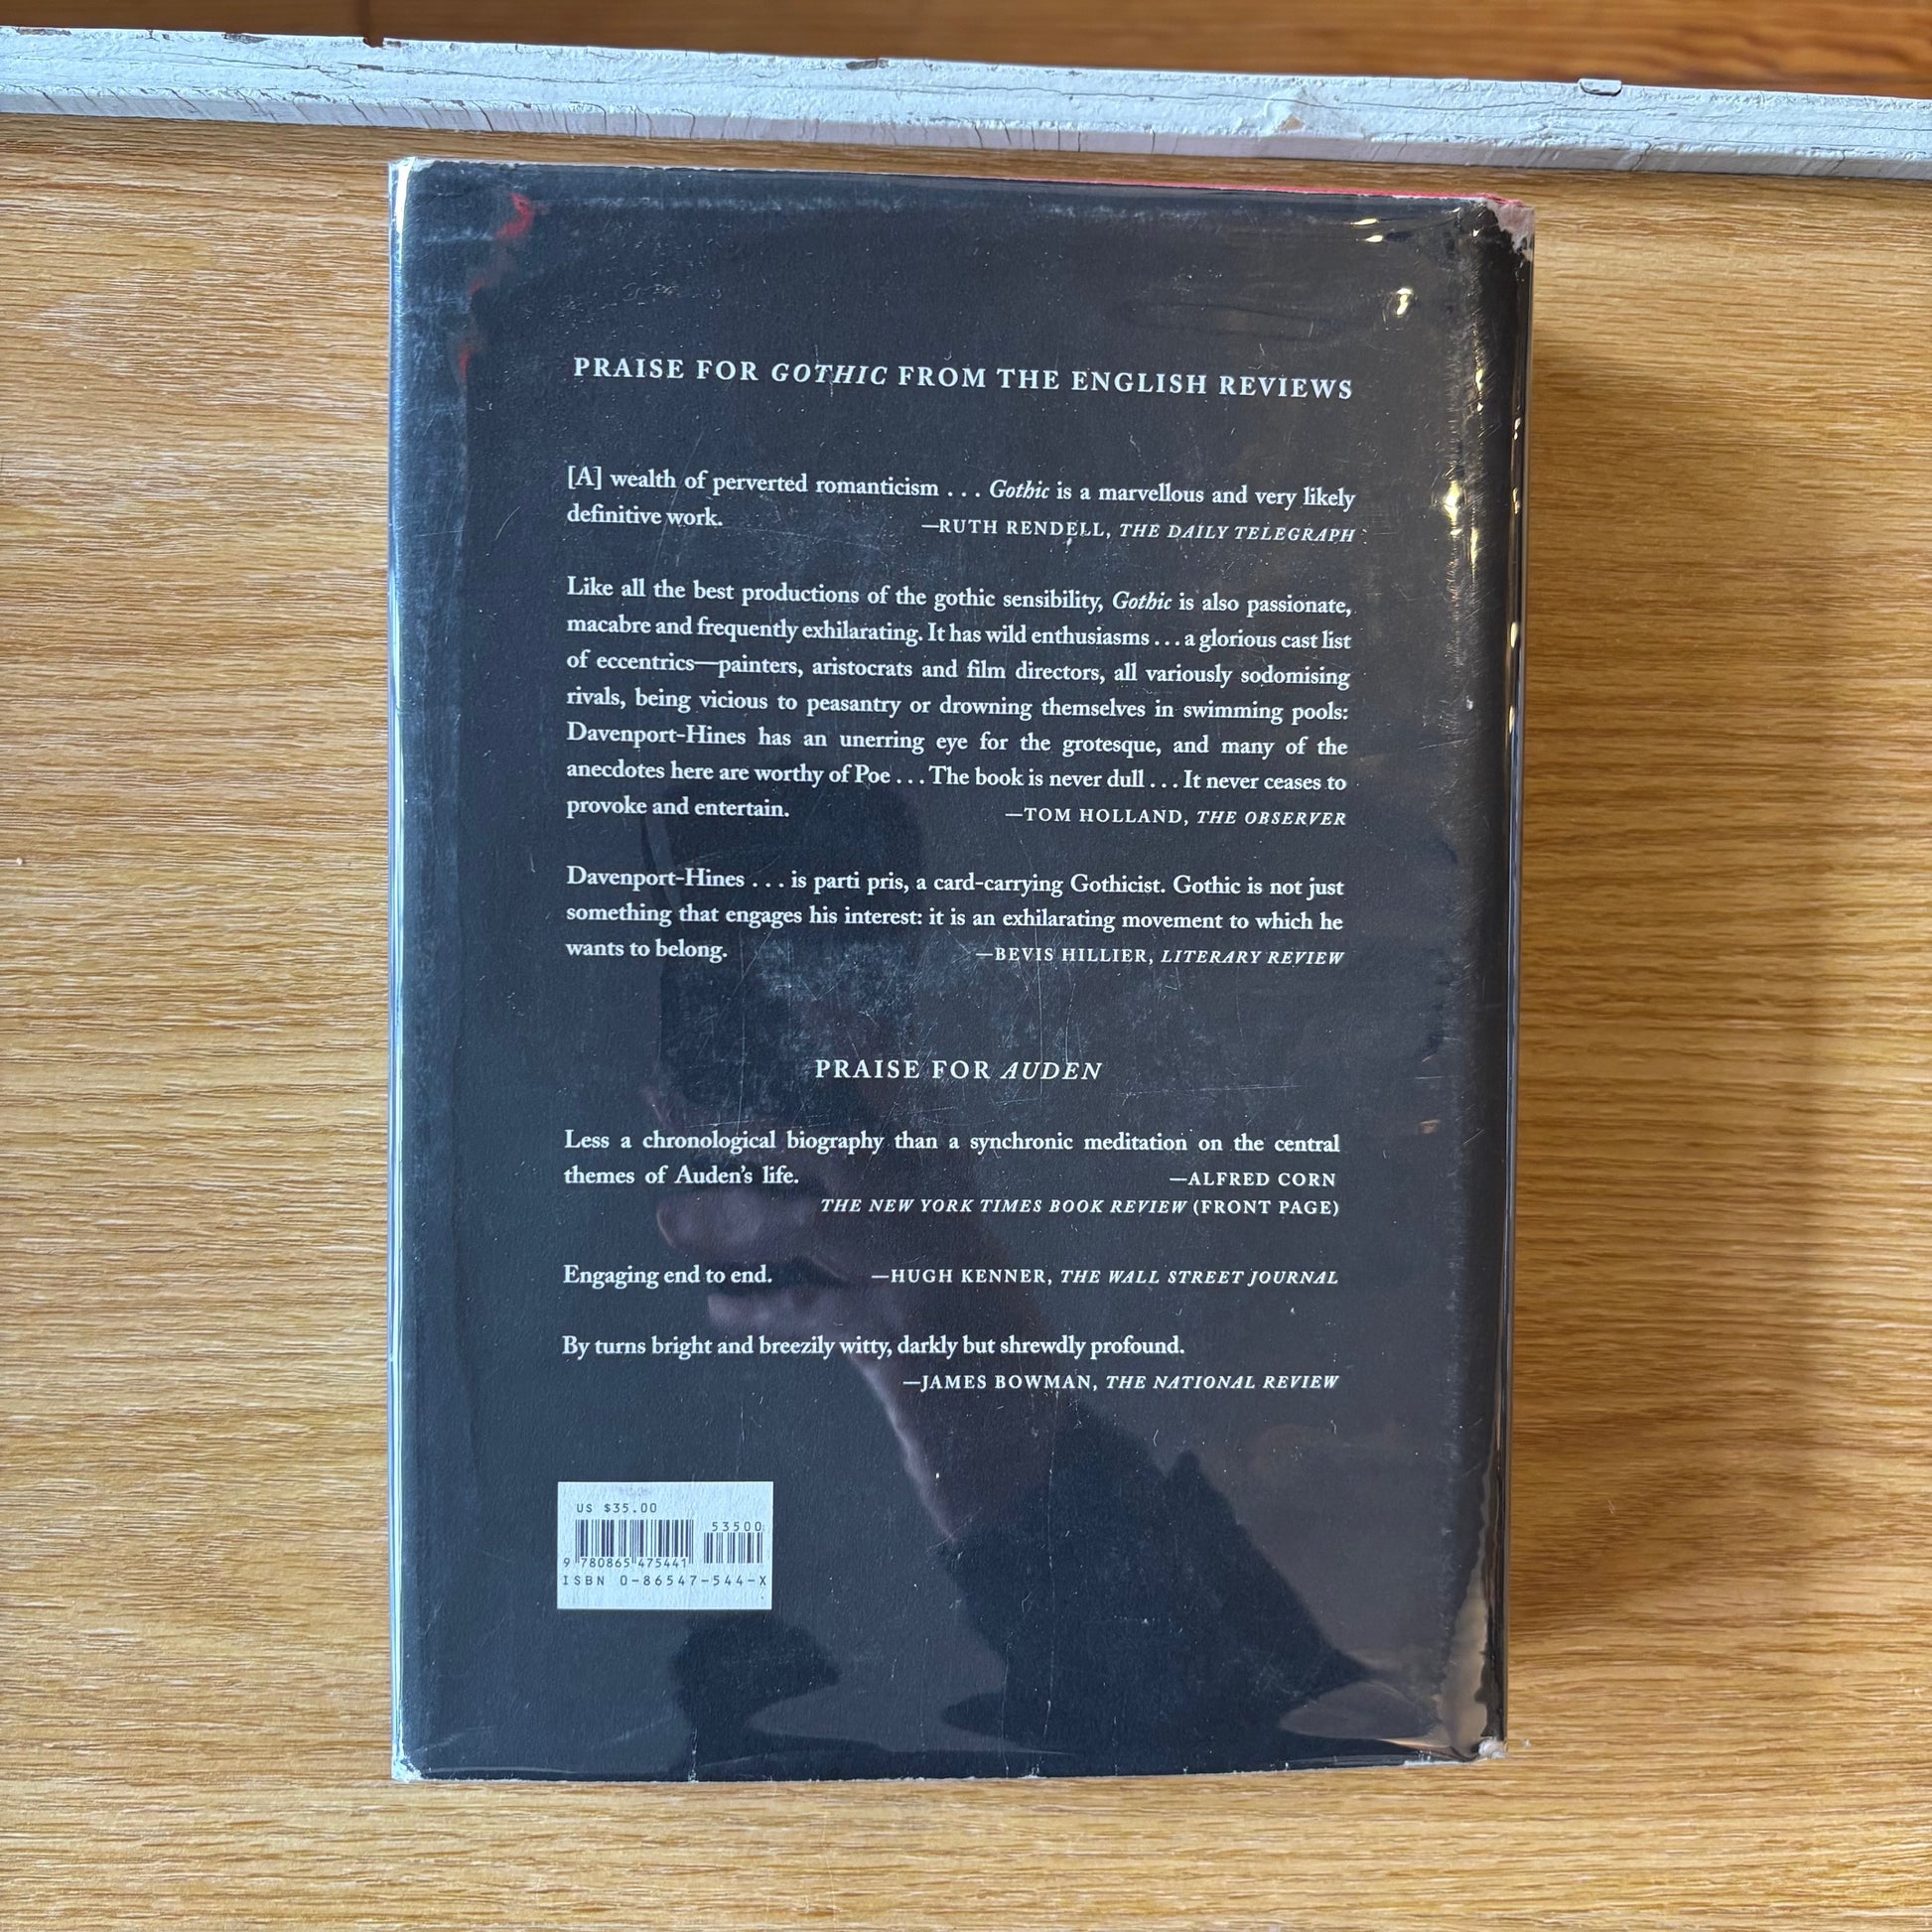 PRAISE FOR GOTHIC FROM THE ENGLISH REVIEWS
[A] wealth of perverted romanticism . . . Gothic is a marvellous and very likely
definitive work. —RUTH RENDELL, THE DAILY TELEGRAPH
Like all the best productions of the gothic sensibility, Gothic is also passionate,
macabre and frequently exhilarating. It has wild enthusiasms . . . a glorious cast list
of eccentrics—painters, aristocrats and film directors, all variously sodomising
rivals, being vicious to peasantry or drowning themselves in swimming pools:
Davenport-Hines has an unerring eye for the grotesque, and many of the
anecdotes here are worthy of Poe . . . The book is never dull . . . It never ceases to
provoke and entertain. —TOM HOLLAND, THE OBSERVER
Davenport-Hines . . . is parti pris, a card-carrying Gothicist. Gothic is not just
something that engages his interest: it is an exhilarating movement to which he
wants to belong. —BEVIS HILLIER, LITERARY REVIEW
PRAISE FOR AUDEN
Less a chronological biography than a synchronic meditation on the central
themes of Auden's life. —ALFRED CORN
THE NEW YORK TIMES BOOK REVIEW (FRONT PAGE)
Engaging end to end. —HUGH KENNER, THE WALL STREET JOURNAL
By turns bright and breezily witty, darkly but shrewdly profound.
—JAMES BOWMAN, THE NATIONAL REVIEW
US $35.00
53500
9 780865 475441
ISBN 0-86547-544-X